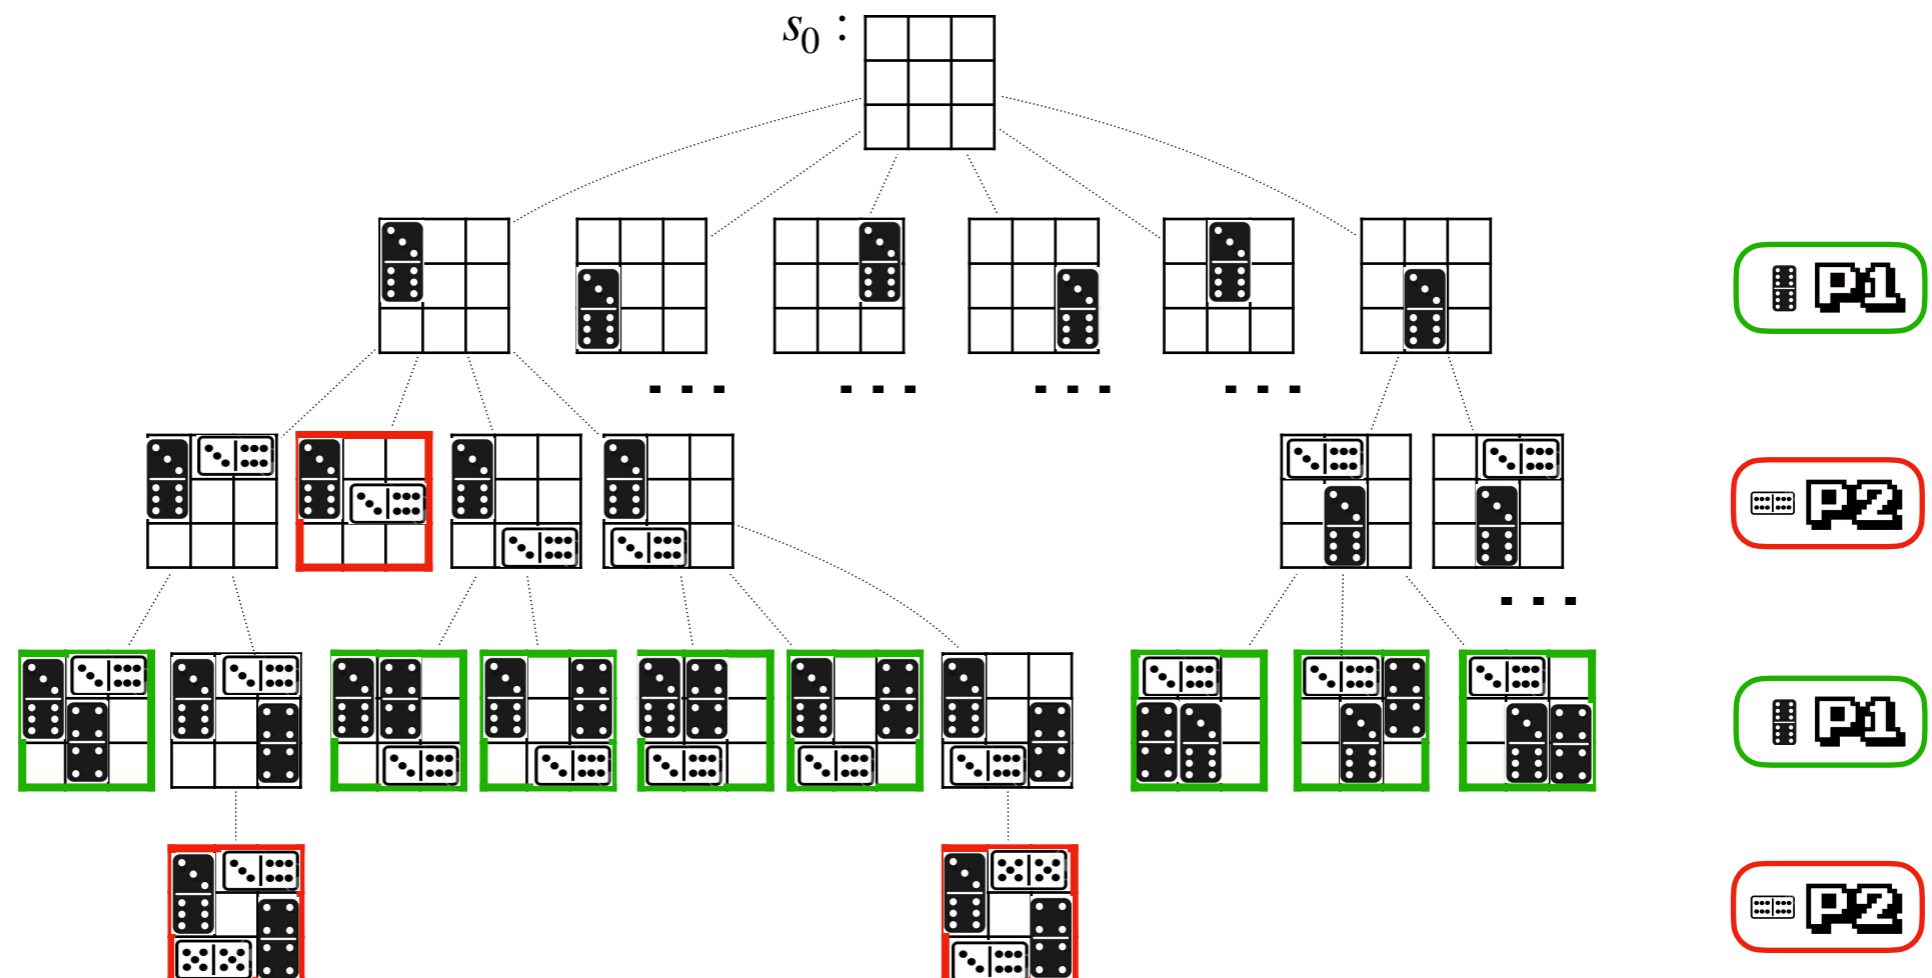 s₀ :
P1
. . .
. . .
. . .
. . .
P2
. . .
P1
P2